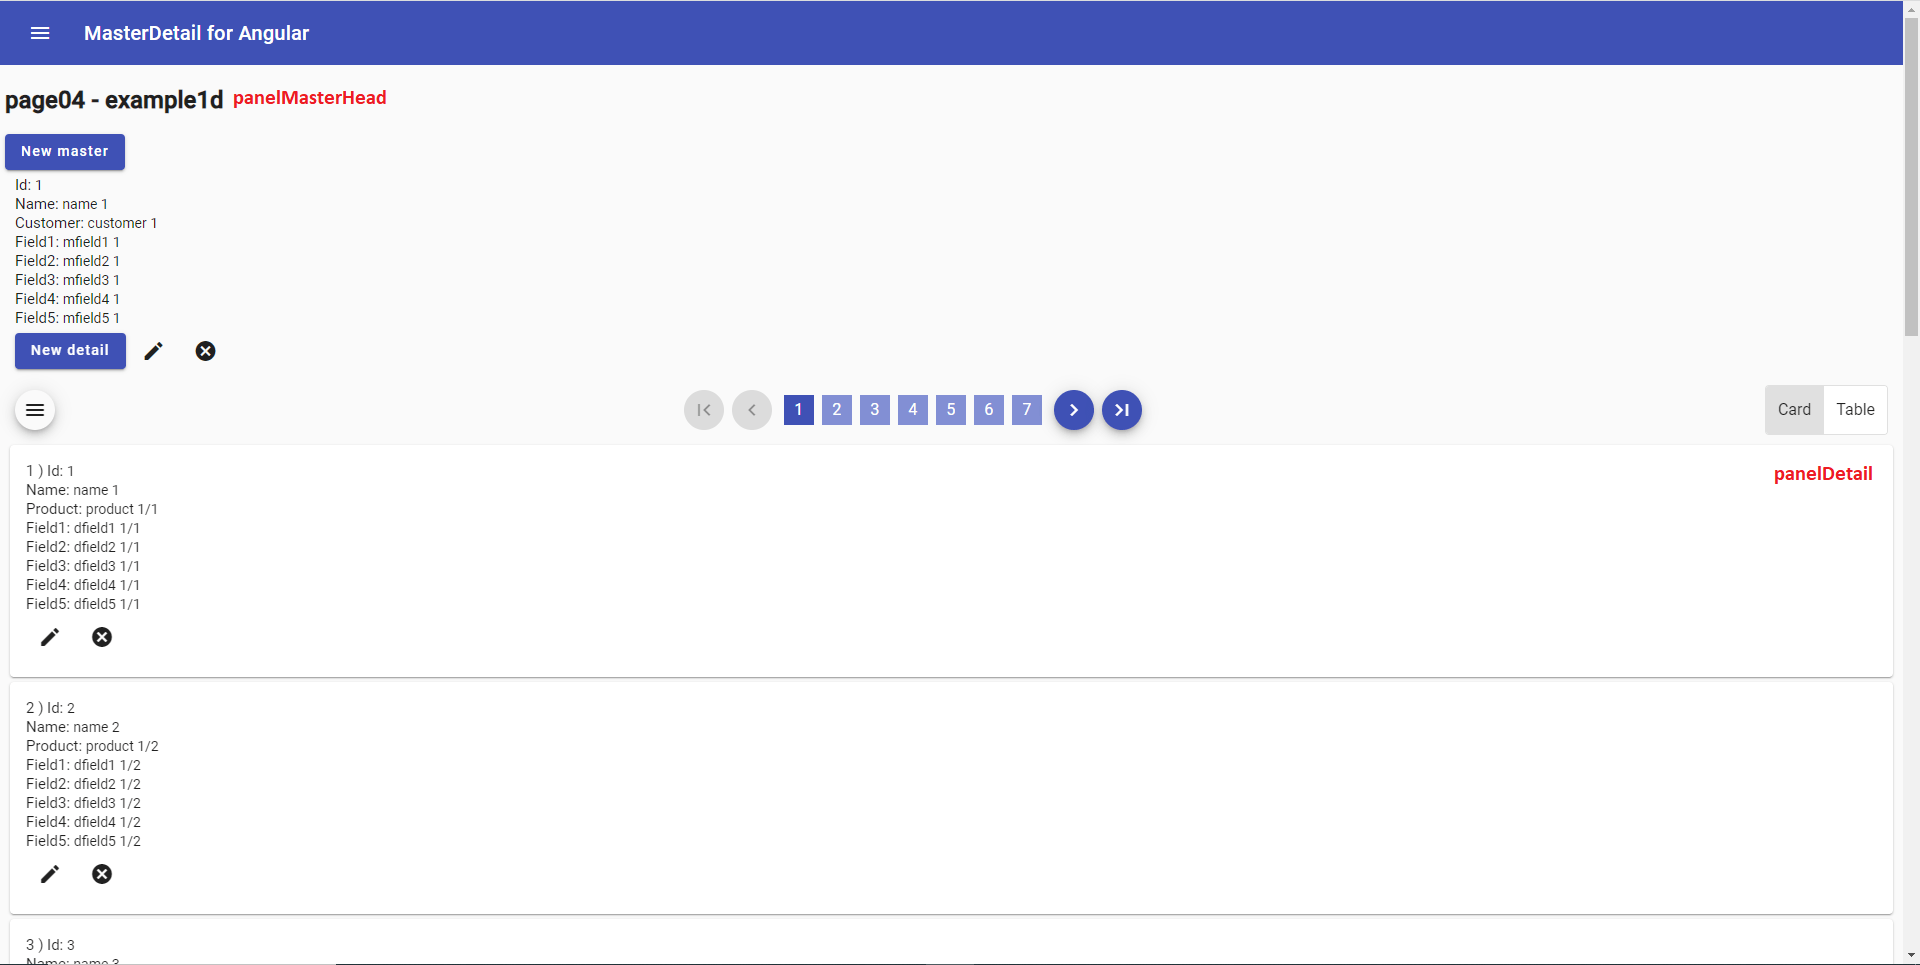 MasterDetail for Angular
page04 - example1d panelMasterHead
New master
Id: 1
Name: name 1
Customer: customer 1
Field1: mfield1 1
Field2: mfield2 1
Field3: mfield3 1
Field4: mfield4 1
Field5: mfield5 1
New detail
1 2 3 4 5 6 7
Card Table
1 ) Id: 1
panelDetail
Name: name 1
Product: product 1/1
Field1: dfield1 1/1
Field2: dfield2 1/1
Field3: dfield3 1/1
Field4: dfield4 1/1
Field5: dfield5 1/1
2 ) Id: 2
Name: name 2
Product: product 1/2
Field1: dfield1 1/2
Field2: dfield2 1/2
Field3: dfield3 1/2
Field4: dfield4 1/2
Field5: dfield5 1/2
3 ) Id: 3
Name: name 3